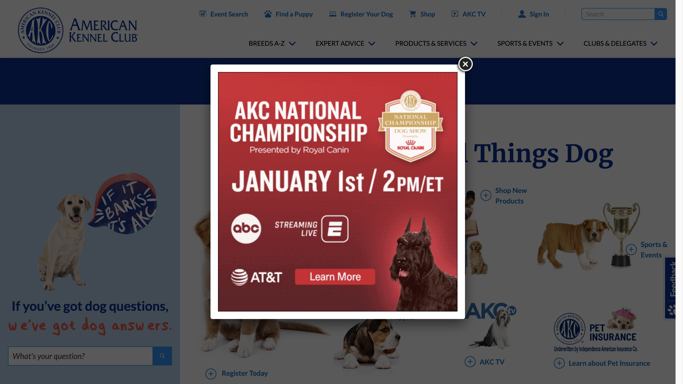 AMERICAN
KENNEL CLUB
AKC
Event Search
Find a Puppy
Register Your Dog
Shop
AKC TV
Sign In
Search
BREEDS A-Z
EXPERT ADVICE
PRODUCTS & SERVICES
SPORTS & EVENTS
CLUBS & DELEGATES
AKC NATIONAL
CHAMPIONSHIP
Presented by Royal Canin
NATIONAL
CHAMPIONSHIP
DOG SHOW
ROYAL CANIN
JANUARY 1st / 2PM/ET
abc
STREAMING
LIVE
E
AT&T
Learn More
Things Dog
Shop New
Products
Sports &
Events
Feedback
IF IT
BARKS
IT'S AKC
If you've got dog questions,
we've got dog answers.
What's your question?
Register Today
AKC
tv
AKC TV
AKC
PET
INSURANCE
Underwritten by Independence American Insurance Co.
Learn about Pet Insurance